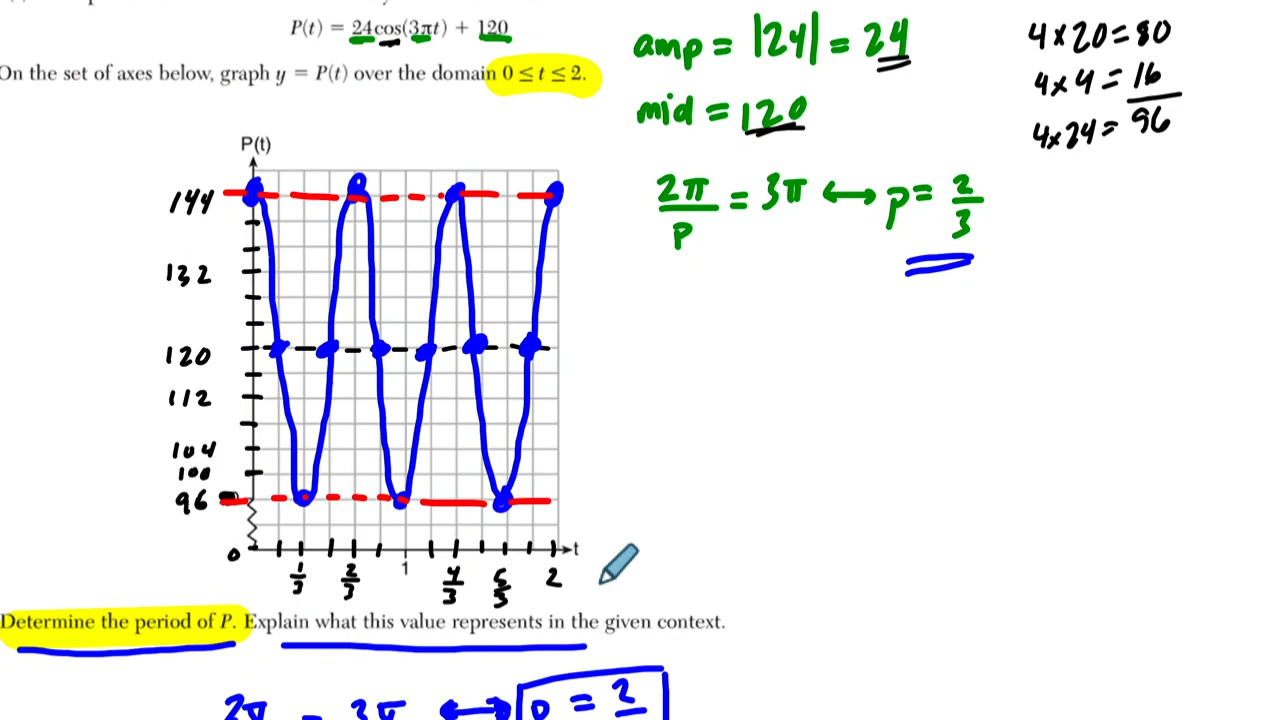 P(t) = 24cos(3πt) + 120
On the set of axes below, graph y = P(t) over the domain 0 ≤ t ≤ 2.
amp = |24| = 24
mid = 120
2π/P = 3π ↔ p = 2/3
4×20=80
4×4=16
4×24=96
P(t)
144
132
120
112
104
100
96
0
1/3 2/3 1 4/3 5/3 2 t
Determine the period of P. Explain what this value represents in the given context.
2π = 3π ↔ p = 2